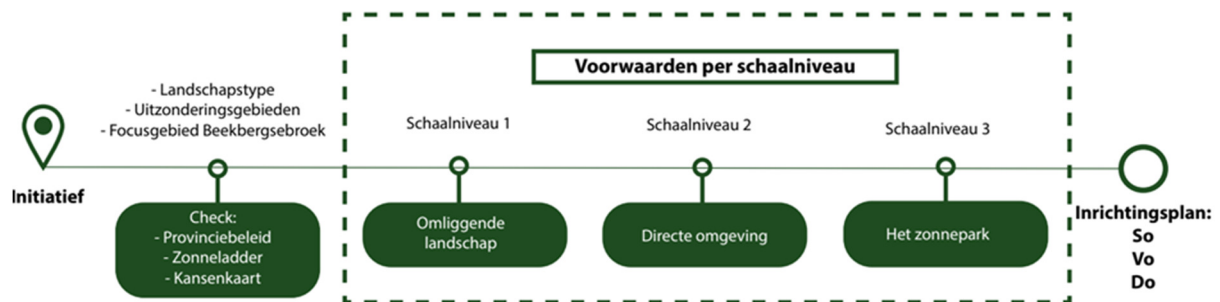 Initiatief
- Landschapstype
- Uitzonderingsgebieden
- Focusgebied Beekbergsebroek
Check:
- Provinciebeleid
- Zonneladder
- Kansenkaart
Voorwaarden per schaalniveau
Schaalniveau 1
Omliggende
landschap
Schaalniveau 2
Directe omgeving
Schaalniveau 3
Het zonnepark
Inrichtingsplan:
So
Vo
Do